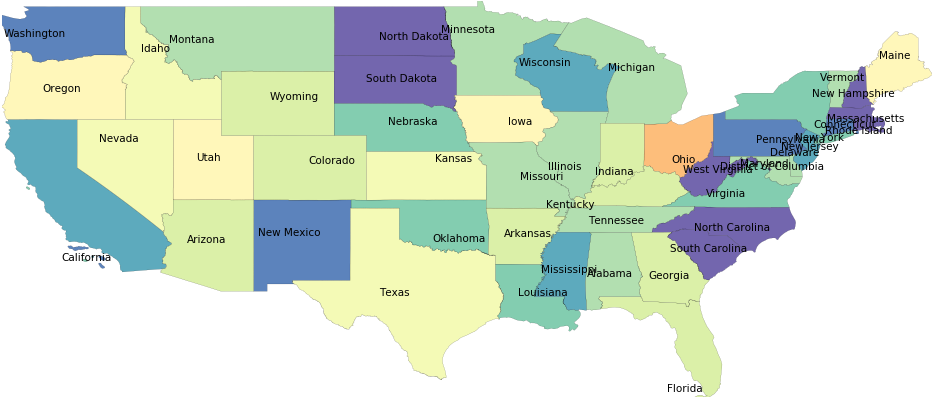 Washington
Idaho
Montana
North Dakota
Minnesota
Maine
Wisconsin
Michigan
Oregon
Wyoming
South Dakota
Vermont
New Hampshire
Nevada
Nebraska
Iowa
Massachusetts
Connecticut
Rhode Island
New York
Pennsylvania
New Jersey
Delaware
Utah
Colorado
Kansas
Missouri
Illinois
Indiana
Ohio
Maryland
District of Columbia
West Virginia
Virginia
Kentucky
Tennessee
North Carolina
South Carolina
California
Arizona
New Mexico
Oklahoma
Arkansas
Mississippi
Alabama
Georgia
Texas
Louisiana
Florida